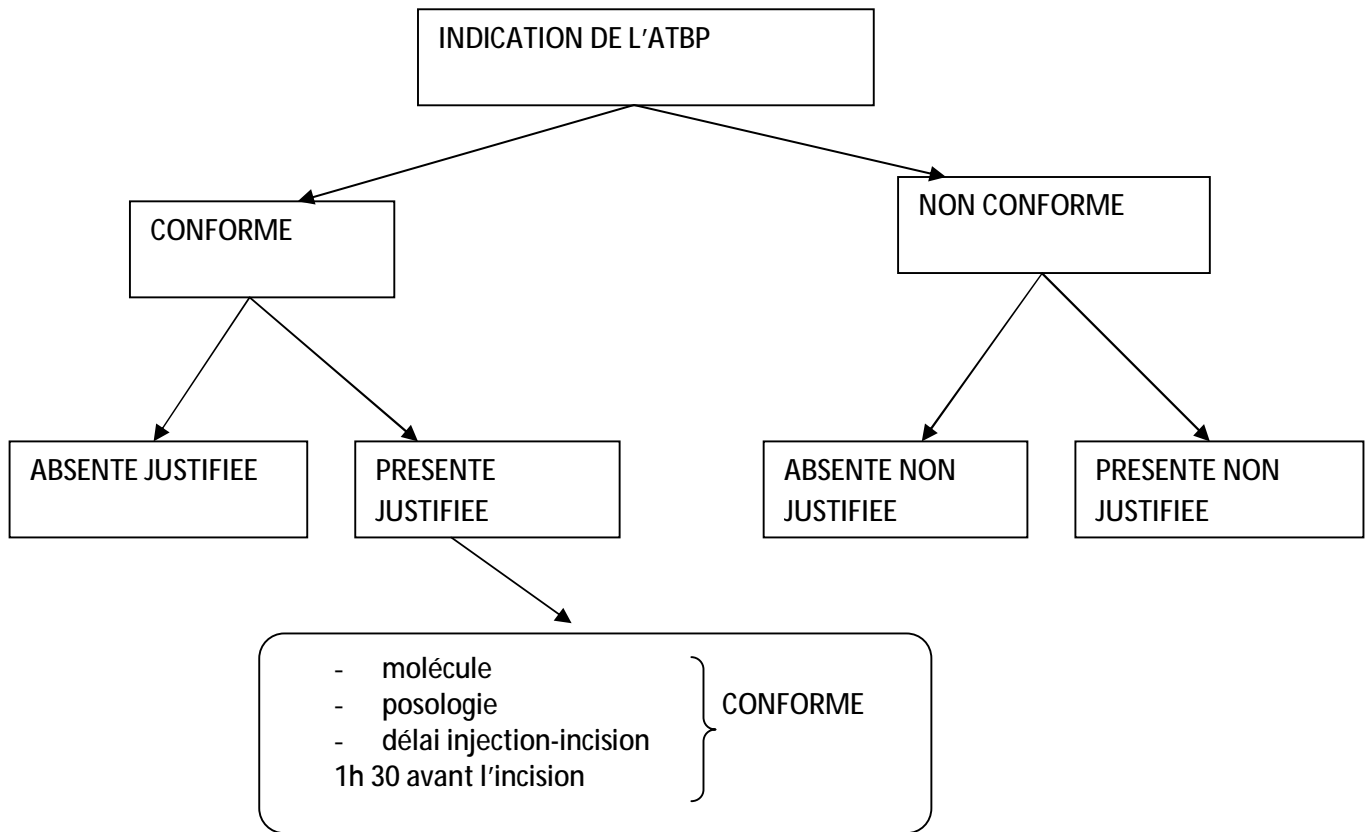 INDICATION DE L'ATBP
CONFORME
NON CONFORME
ABSENTE JUSTIFIEE
PRESENTE
JUSTIFIEE
ABSENTE NON
JUSTIFIEE
PRESENTE NON
JUSTIFIEE
- molécule
- posologie
- délai injection-incision
1h 30 avant l'incision
CONFORME